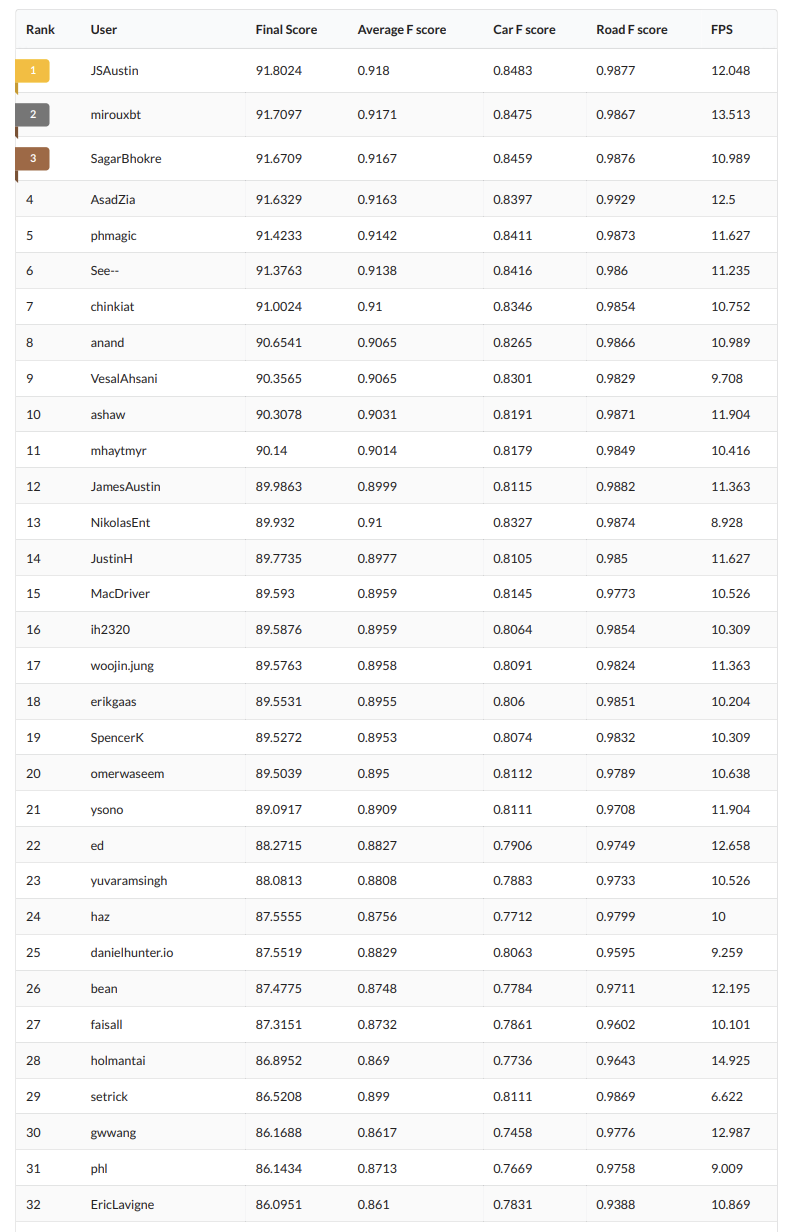 Rank User Final Score Average F score Car F score Road F score FPS
1 JSAustin 91.8024 0.918 0.8483 0.9877 12.048
2 mirouxbt 91.7097 0.9171 0.8475 0.9867 13.513
3 SagarBhokre 91.6709 0.9167 0.8459 0.9876 10.989
4 AsadZia 91.6329 0.9163 0.8397 0.9929 12.5
5 phmagic 91.4233 0.9142 0.8411 0.9873 11.627
6 See-- 91.3763 0.9138 0.8416 0.986 11.235
7 chinkiat 91.0024 0.91 0.8346 0.9854 10.752
8 anand 90.6541 0.9065 0.8265 0.9866 10.989
9 VesalAhsani 90.3565 0.9065 0.8301 0.9829 9.708
10 ashaw 90.3078 0.9031 0.8191 0.9871 11.904
11 mhaytmyr 90.14 0.9014 0.8179 0.9849 10.416
12 JamesAustin 89.9863 0.8999 0.8115 0.9882 11.363
13 NikolasEnt 89.932 0.91 0.8327 0.9874 8.928
14 JustinH 89.7735 0.8977 0.8105 0.985 11.627
15 MacDriver 89.593 0.8959 0.8145 0.9773 10.526
16 ih2320 89.5876 0.8959 0.8064 0.9854 10.309
17 woojin.jung 89.5763 0.8958 0.8091 0.9824 11.363
18 erikgaas 89.5531 0.8955 0.806 0.9851 10.204
19 SpencerK 89.5272 0.8953 0.8074 0.9832 10.309
20 omerwaseem 89.5039 0.895 0.8112 0.9789 10.638
21 ysono 89.0917 0.8909 0.8111 0.9708 11.904
22 ed 88.2715 0.8827 0.7906 0.9749 12.658
23 yuvaramsingh 88.0813 0.8808 0.7883 0.9733 10.526
24 haz 87.5555 0.8756 0.7712 0.9799 10
25 danielhunter.io 87.5519 0.8829 0.8063 0.9595 9.259
26 bean 87.4775 0.8748 0.7784 0.9711 12.195
27 faisall 87.3151 0.8732 0.7861 0.9602 10.101
28 holmantai 86.8952 0.869 0.7736 0.9643 14.925
29 setrick 86.5208 0.899 0.8111 0.9869 6.622
30 gwwang 86.1688 0.8617 0.7458 0.9776 12.987
31 phl 86.1434 0.8713 0.7669 0.9758 9.009
32 EricLavigne 86.0951 0.861 0.7831 0.9388 10.869